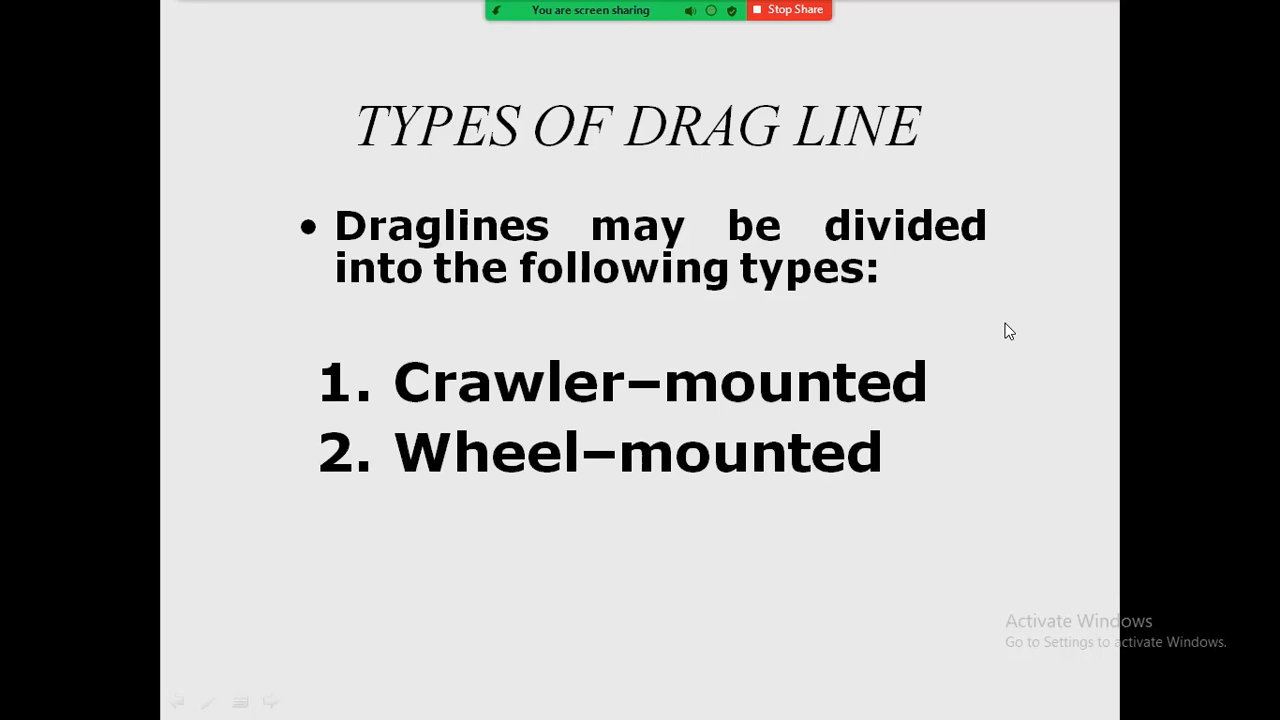 You are screen sharing
Stop Share
TYPES OF DRAG LINE
• Draglines may be divided
into the following types:
1. Crawler–mounted
2. Wheel–mounted
Activate Windows
Go to Settings to activate Windows.